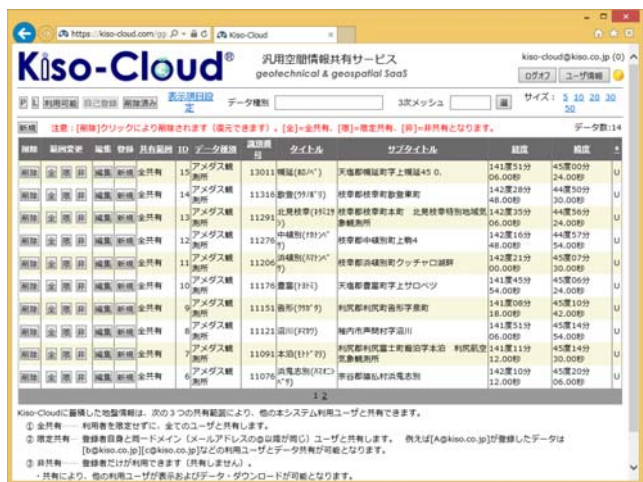 https://kiso-cloud.com/gp
Kiso-Cloud
Kiso-Cloud®
汎用空間情報共有サービス
geotechnical & geospatial SaaS
kiso-cloud@kiso.co.jp (0)
ログオフ ユーザ情報
P L 利用可能 自己登録 削除済み 表示項目設定 データ種別 3次メッシュ サイズ： 5 10 20 30 50
新規 注意：[削除]クリックにより削除されます（復元できます）。[全]=全共有、[限]=限定共有、[非]=非共有となります。 データ数:14
削除 範囲変更 編集 登録 共有範囲 ID データ種別 識別番号 タイトル サブタイトル 経度 緯度
削除 全 限 非 編集 新規 全共有 15 アメダス観測所 13011 天塩郡幌延町字上幌延45 0. 141度51分06.00秒 45度00分24.00秒 U
削除 全 限 非 編集 新規 全共有 14 アメダス観測所 11316 歌登 枝幸郡枝幸町歌登東町 142度28分48.00秒 44度50分30.00秒 U
削除 全 限 非 編集 新規 全共有 13 アメダス観測所 11291 北見枝幸 枝幸郡枝幸町本町 北見枝幸特別地域気象観測所 142度35分06.00秒 44度56分24.00秒 U
削除 全 限 非 編集 新規 全共有 12 アメダス観測所 11276 中頓別 枝幸郡中頓別町上駒4 142度16分48.00秒 44度57分54.00秒 U
削除 全 限 非 編集 新規 全共有 11 アメダス観測所 11206 浜頓別 枝幸郡浜頓別町クッチャロ湖畔 142度21分00.00秒 45度07分30.00秒 U
削除 全 限 非 編集 新規 全共有 10 アメダス観測所 11176 豊富(トヨトミ) 天塩郡豊富町字上サロベツ 141度45分54.00秒 45度06分24.00秒 U
削除 全 限 非 編集 新規 全共有 9 アメダス観測所 11151 沓形 利尻郡利尻町沓形字泉町 141度08分18.00秒 45度10分42.00秒 U
削除 全 限 非 編集 新規 全共有 8 アメダス観測所 11121 沼川(ヌマカワ) 稚内市声問村字沼川 141度51分06.00秒 45度14分54.00秒 U
削除 全 限 非 編集 新規 全共有 7 アメダス観測所 11091 本泊 利尻郡利尻富士町鴛泊字本泊 利尻航空気象観測所 141度11分12.00秒 45度14分30.00秒 U
削除 全 限 非 編集 新規 全共有 6 アメダス観測所 11076 浜鬼志別 宗谷郡猿払村浜鬼志別 142度10分12.00秒 45度20分06.00秒 U
1 2
Kiso-Cloudに蓄積した地盤情報は、次の３つの共有範囲により、他の本システム利用ユーザと共有できます。
① 全共有…… 利用者を限定せずに、全てのユーザと共有します。
② 限定共有… 登録者自身と同一ドメイン（メールアドレスの@以降が同じ）ユーザと共有します。 例えば[A@kiso.co.jp]が登録したデータは
[b@kiso.co.jp][c@kiso.co.jp]などの利用ユーザとデータ共有が可能となります。
③ 非共有…… 登録者だけが利用できます（共有しません）。
・共有により、他の利用ユーザが表示およびデータ・ダウンロードが可能となります。